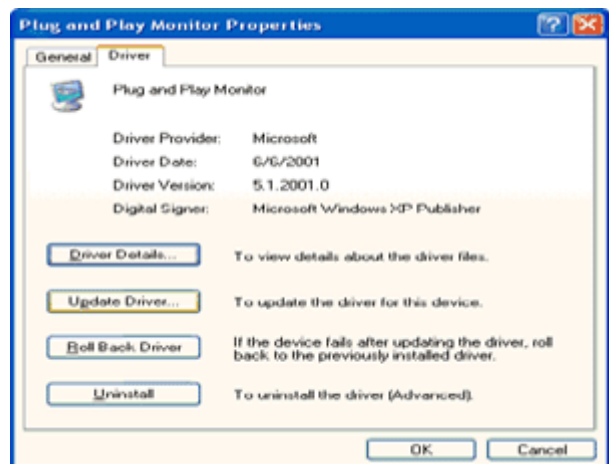 Plug and Play Monitor Properties
General Driver
Plug and Play Monitor
Driver Provider: Microsoft
Driver Date: 6/6/2001
Driver Version: 5.1.2001.0
Digital Signer: Microsoft Windows XP Publisher
Driver Details... To view details about the driver files.
Update Driver... To update the driver for this device.
Roll Back Driver If the device fails after updating the driver, roll
back to the previously installed driver.
Uninstall To uninstall the driver (Advanced).
OK Cancel